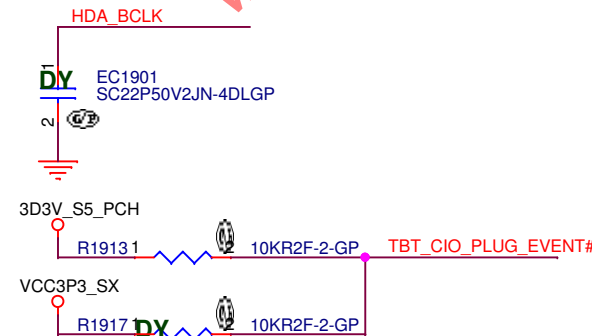 HDA_BCLK
1
DY
EC1901
SC22P50V2JN-4DLGP
2
G/P
3D3V_S5_PCH
R1913 1 2 10KR2F-2-GP TBT_CIO_PLUG_EVENT#
VCC3P3_SX
R1917 1 DY 2 10KR2F-2-GP